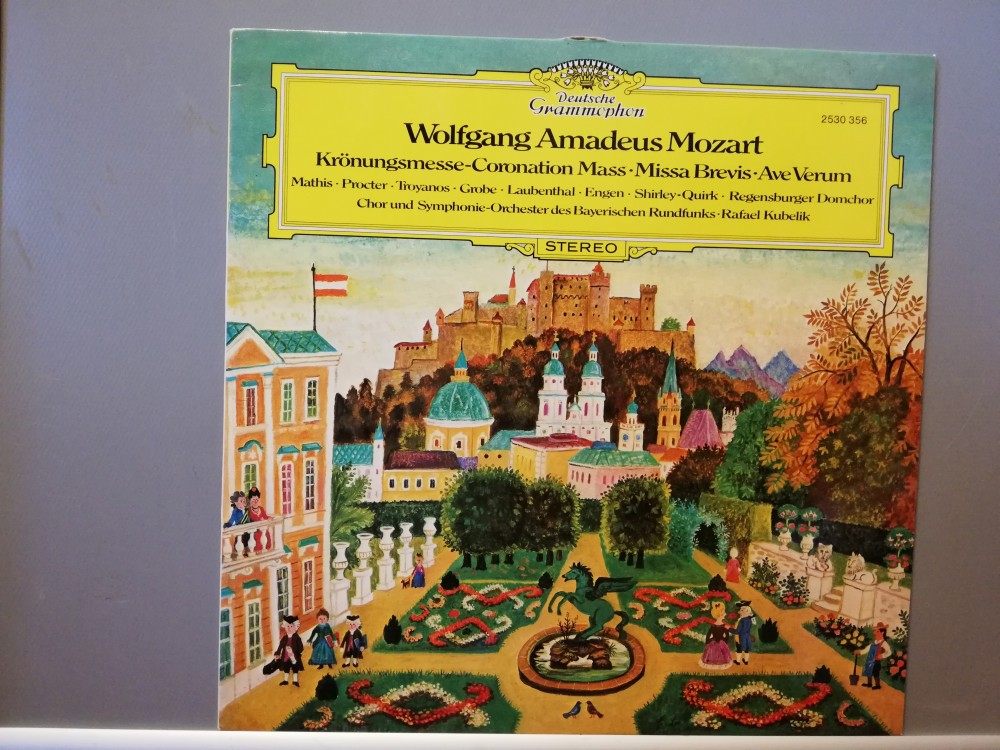 Deutsche
Grammophon
2530 356
Wolfgang Amadeus Mozart
Krönungsmesse-Coronation Mass · Missa Brevis · Ave Verum
Mathis · Procter · Troyanos · Grobe · Laubenthal · Engen · Shirley-Quirk · Regensburger Domchor
Chor und Symphonie-Orchester des Bayerischen Rundfunks · Rafael Kubelik
STEREO